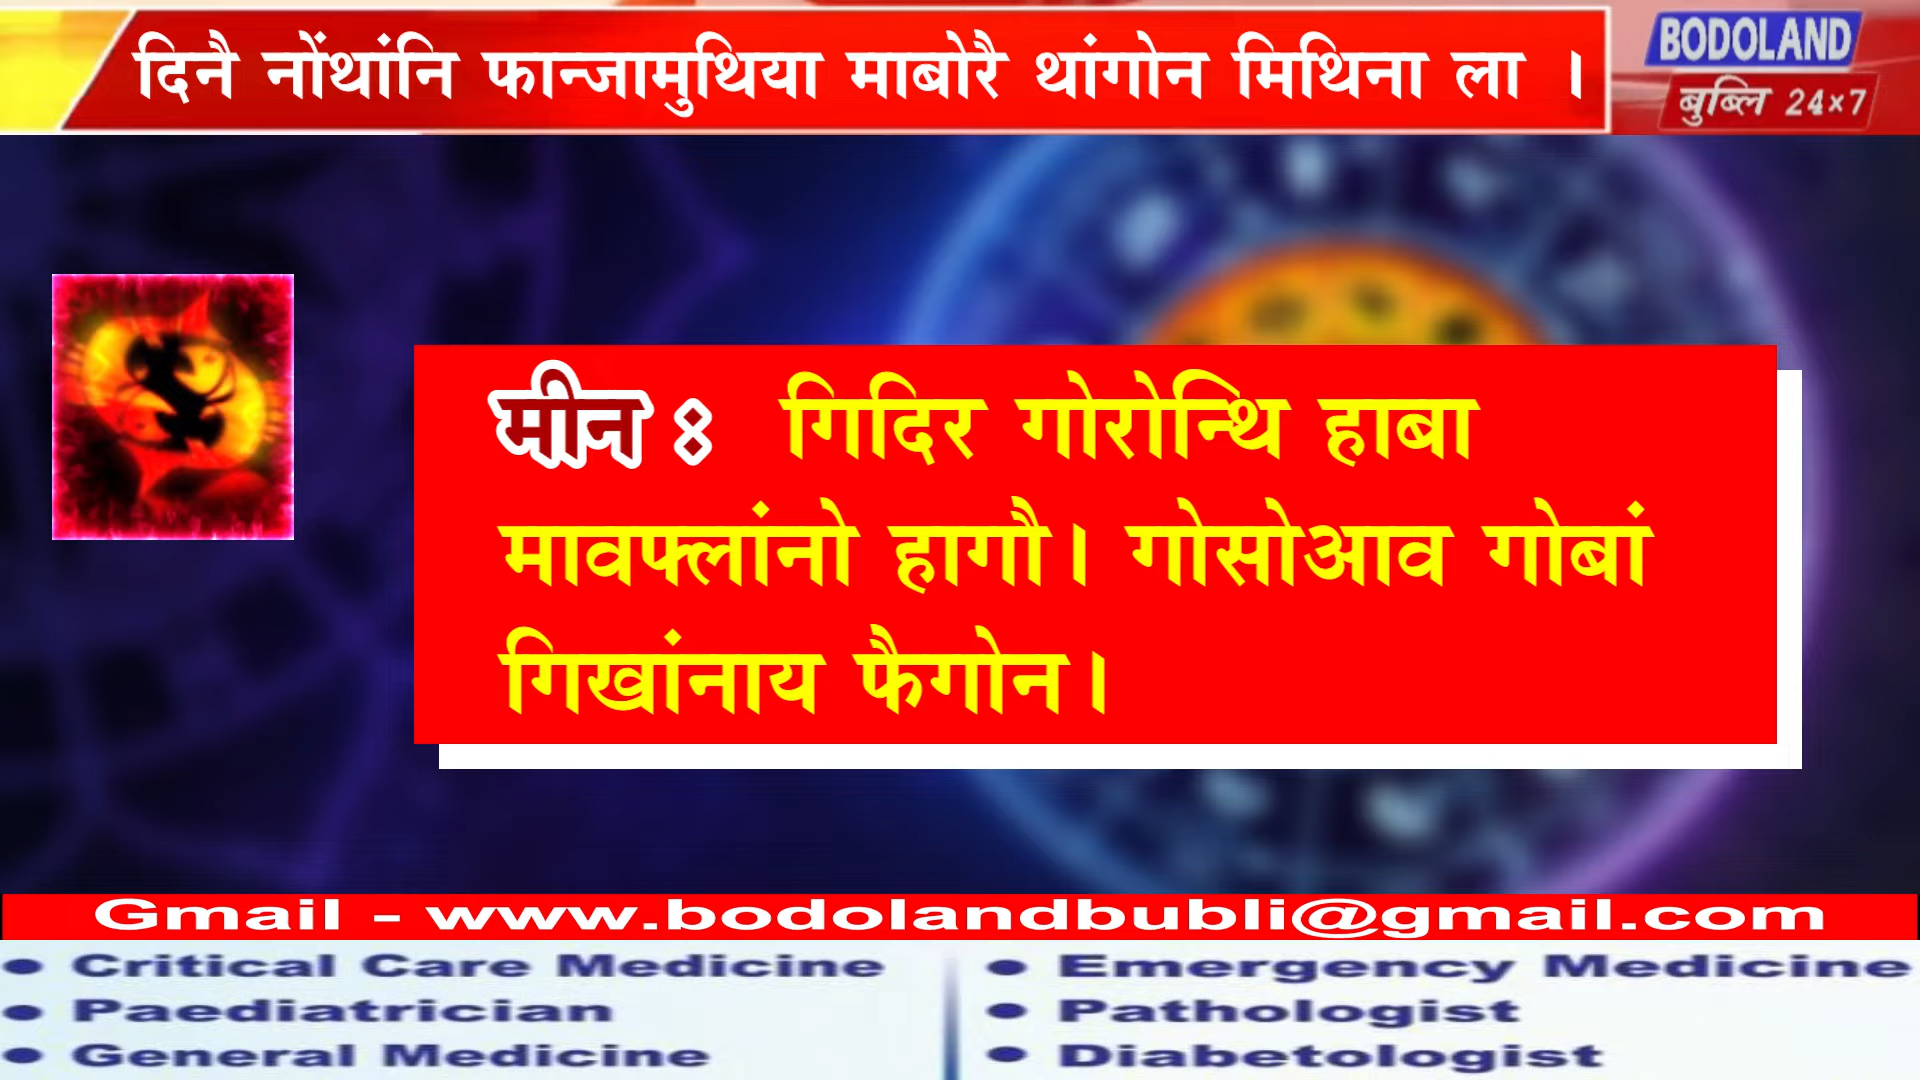 दिनै नोंथांनि फान्जामुथिया माबोरै थांगोन मिथिना ला ।
BODOLAND
बुब्लि 24×7
मीन ः गिदिर गोरोन्थि हाबा
मावफ्लांनो हागौ। गोसोआव गोबां
गिखांनाय फैगोन।
Gmail - www.bodolandbubli@gmail.com
• Critical Care Medicine
• Paediatrician
• General Medicine
• Emergency Medicine
• Pathologist
• Diabetologist